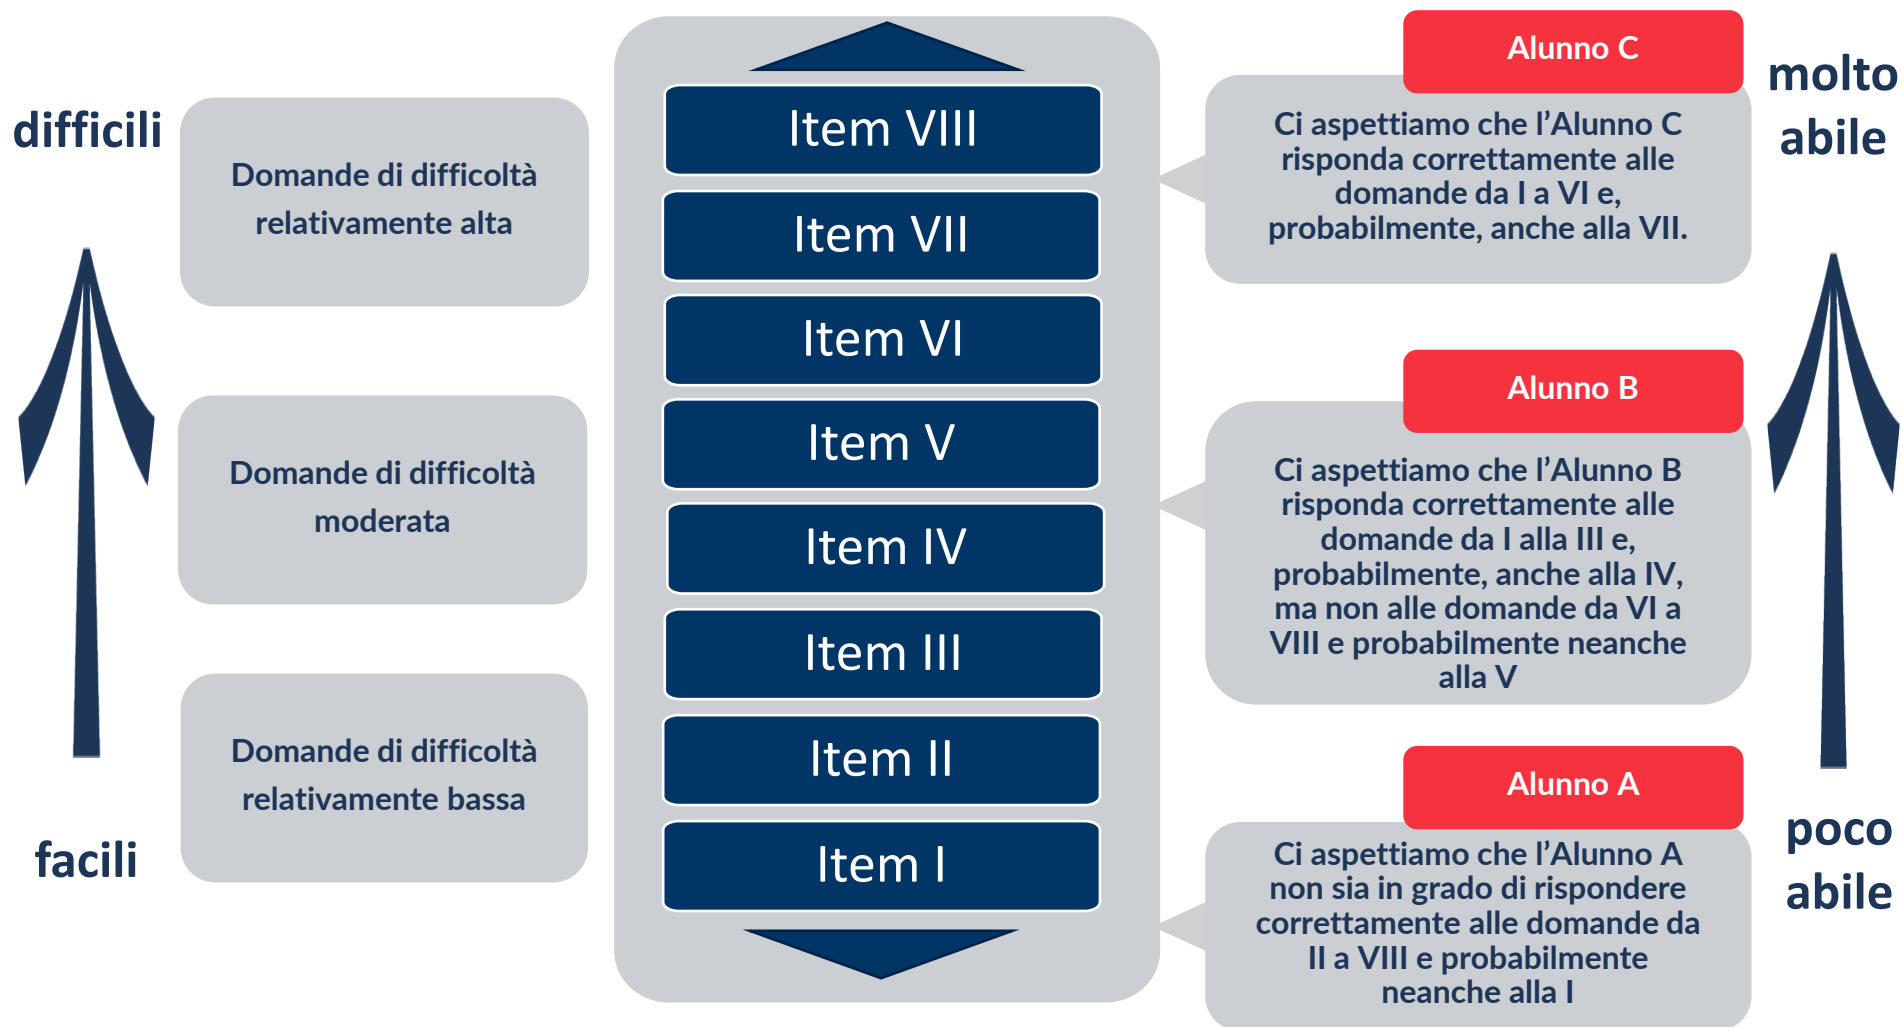 difficili
facili
Domande di difficoltà
relativamente alta
Domande di difficoltà
moderata
Domande di difficoltà
relativamente bassa
Item VIII
Item VII
Item VI
Item V
Item IV
Item III
Item II
Item I
Alunno C
Ci aspettiamo che l’Alunno C
risponda correttamente alle
domande da I a VI e,
probabilmente, anche alla VII.
Alunno B
Ci aspettiamo che l’Alunno B
risponda correttamente alle
domande da I alla III e,
probabilmente, anche alla IV,
ma non alle domande da VI a
VIII e probabilmente neanche
alla V
Alunno A
Ci aspettiamo che l’Alunno A
non sia in grado di rispondere
correttamente alle domande da
II a VIII e probabilmente
neanche alla I
molto
abile
poco
abile